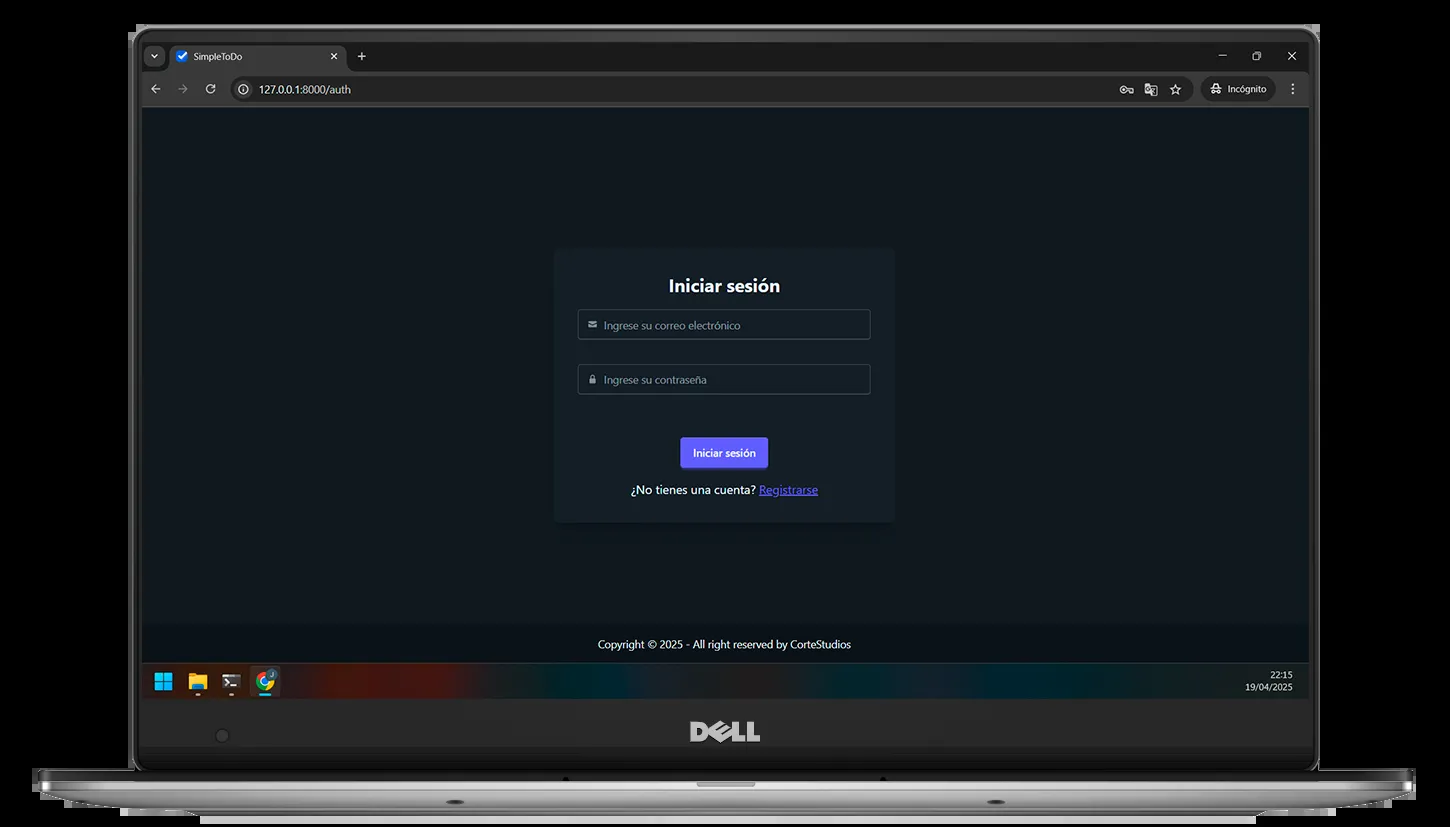 SimpleToDo
127.0.0.1:8000/auth
Incógnito
Iniciar sesión
Ingrese su correo electrónico
Ingrese su contraseña
Iniciar sesión
¿No tienes una cuenta? Registrarse
Copyright © 2025 - All right reserved by CorteStudios
22:15
19/04/2025
DELL